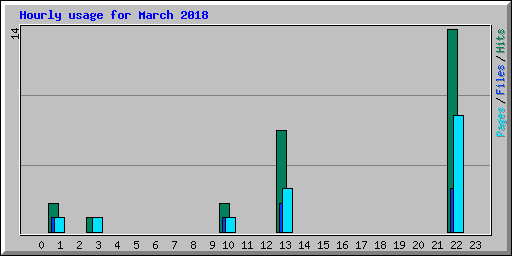 Hourly usage for March 2018
14
Pages/Files/Hits
0 1 2 3 4 5 6 7 8 9 10 11 12 13 14 15 16 17 18 19 20 21 22 23